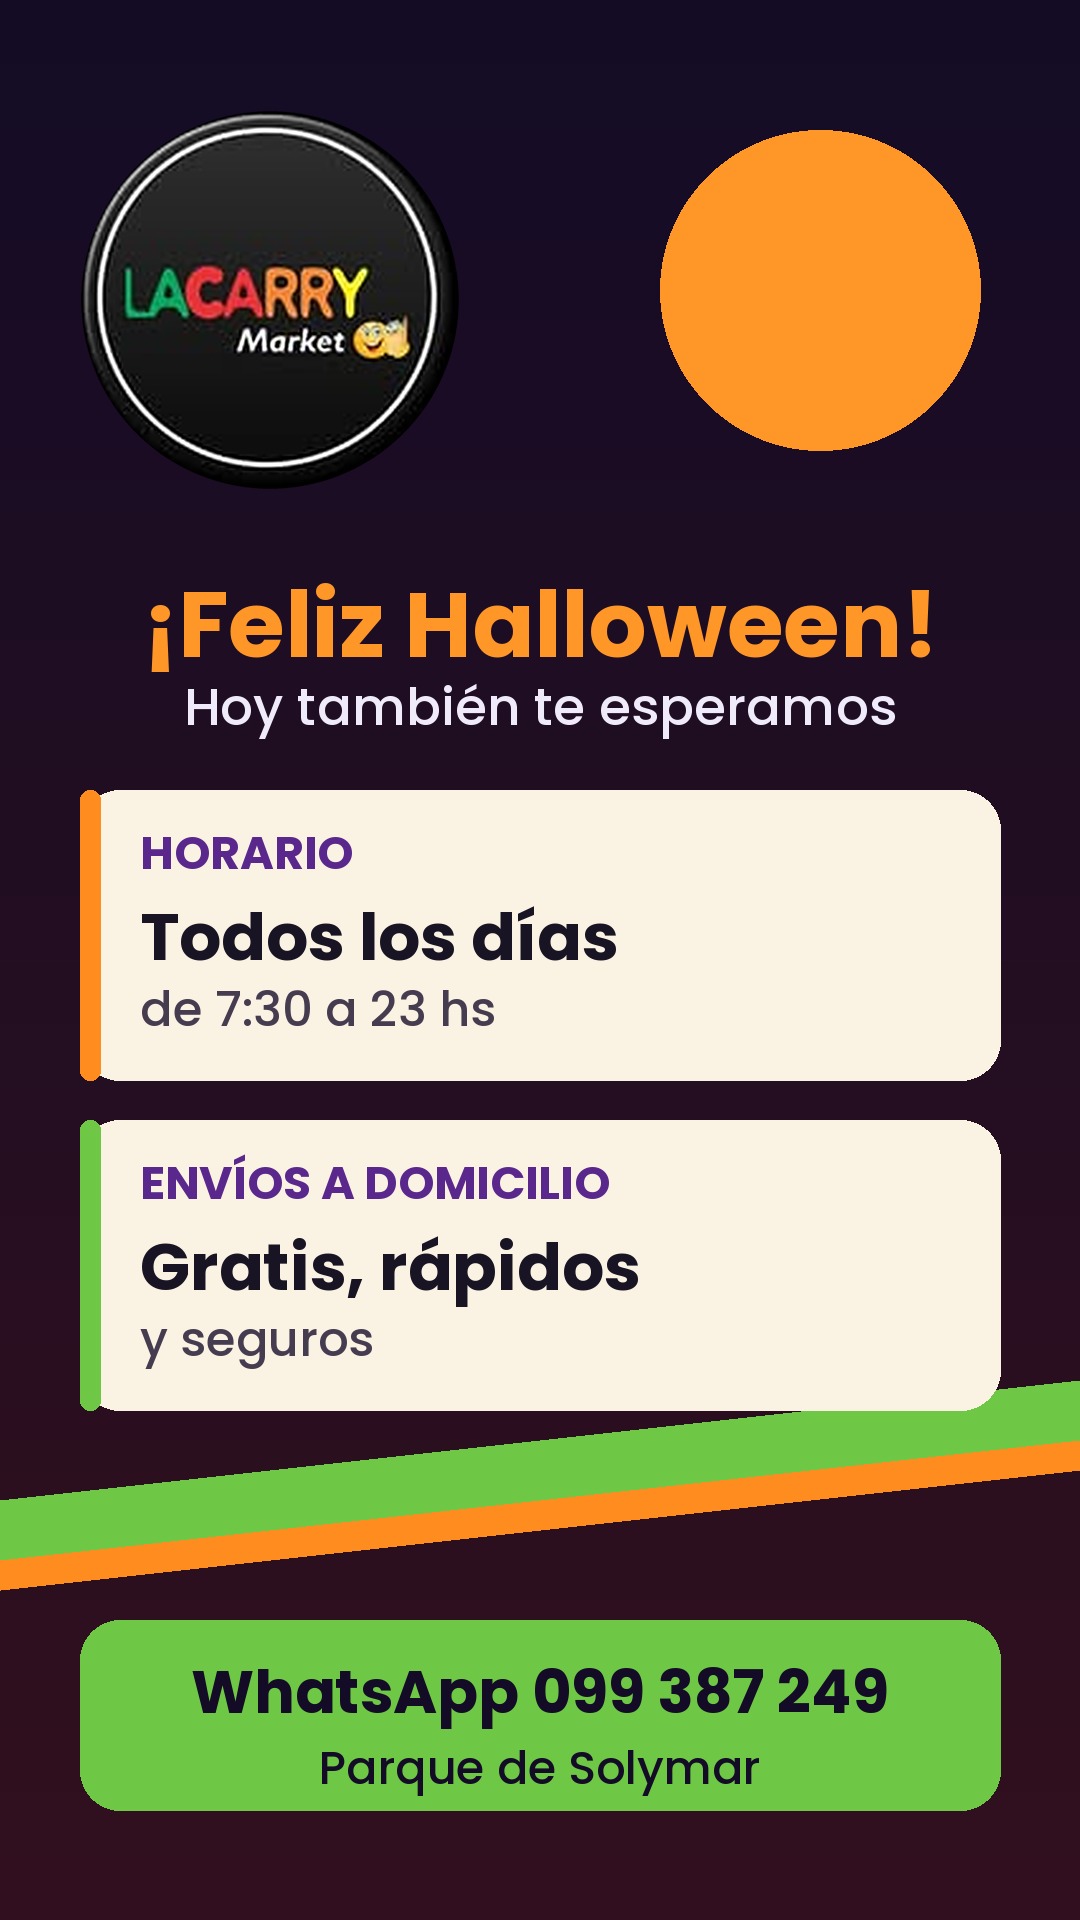 LACARRY
Market
¡Feliz Halloween!
Hoy también te esperamos
HORARIO
Todos los días
de 7:30 a 23 hs
ENVÍOS A DOMICILIO
Gratis, rápidos
y seguros
WhatsApp 099 387 249
Parque de Solymar